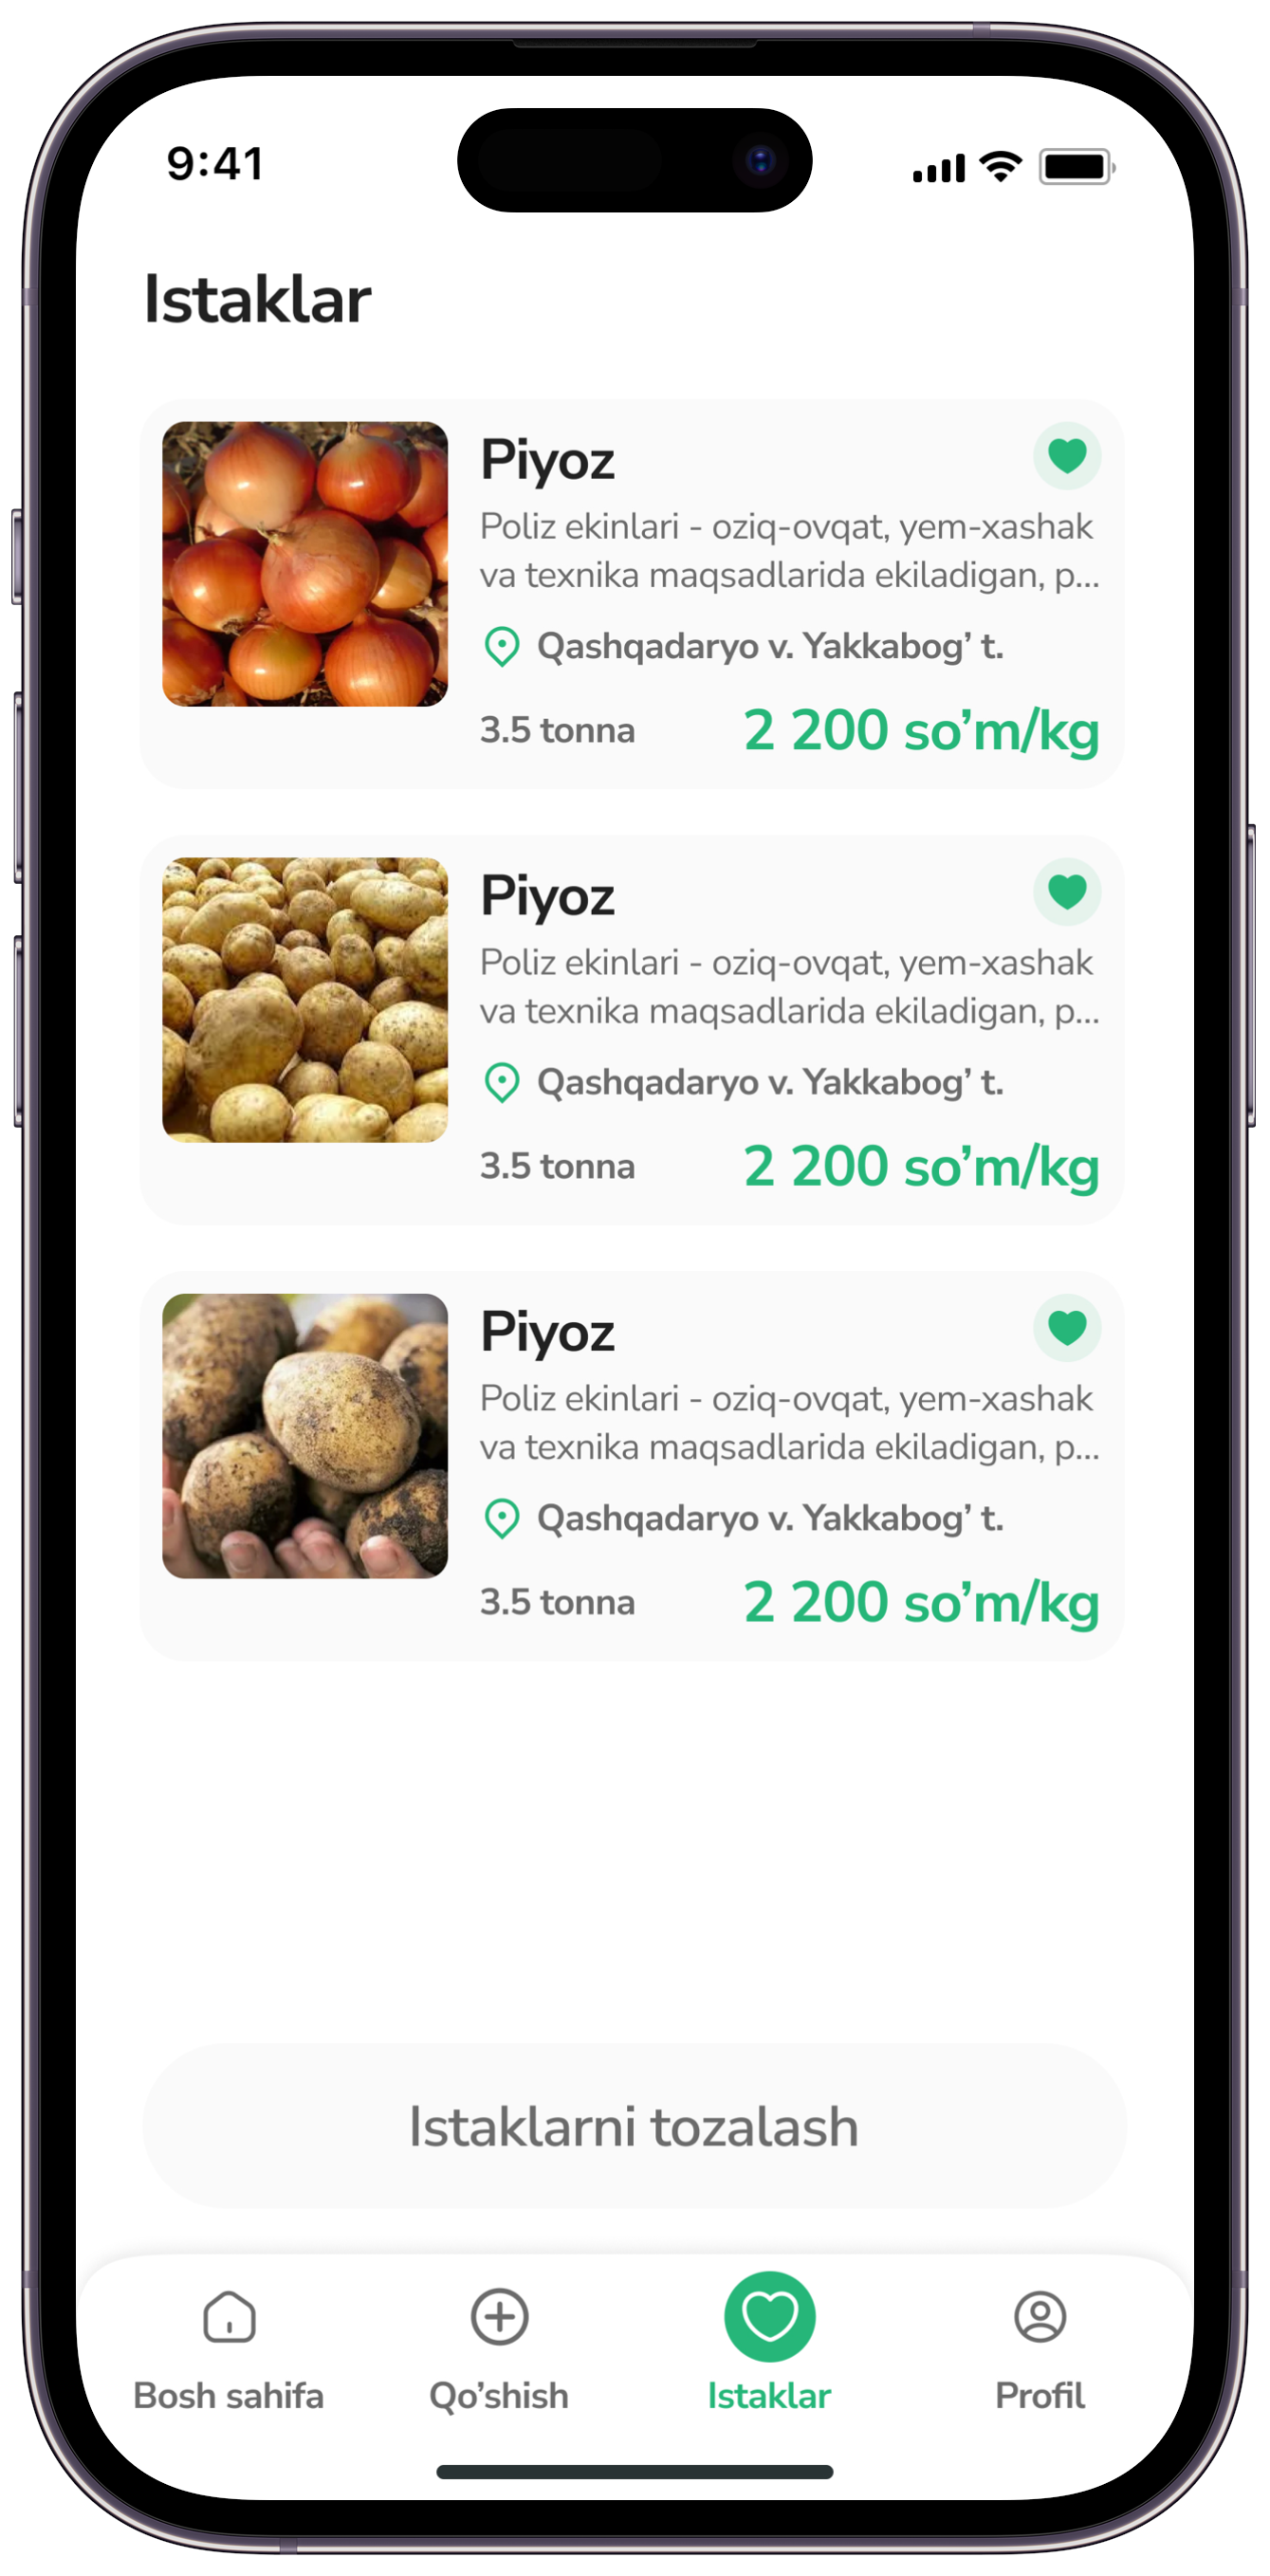 9:41
Istaklar
Piyoz
Poliz ekinlari - oziq-ovqat, yem-xashak
va texnika maqsadlarida ekiladigan, p...
Qashqadaryo v. Yakkabog’ t.
3.5 tonna 2 200 so’m/kg
Piyoz
Poliz ekinlari - oziq-ovqat, yem-xashak
va texnika maqsadlarida ekiladigan, p...
Qashqadaryo v. Yakkabog’ t.
3.5 tonna 2 200 so’m/kg
Piyoz
Poliz ekinlari - oziq-ovqat, yem-xashak
va texnika maqsadlarida ekiladigan, p...
Qashqadaryo v. Yakkabog’ t.
3.5 tonna 2 200 so’m/kg
Istaklarni tozalash
Bosh sahifa Qo’shish Istaklar Profil